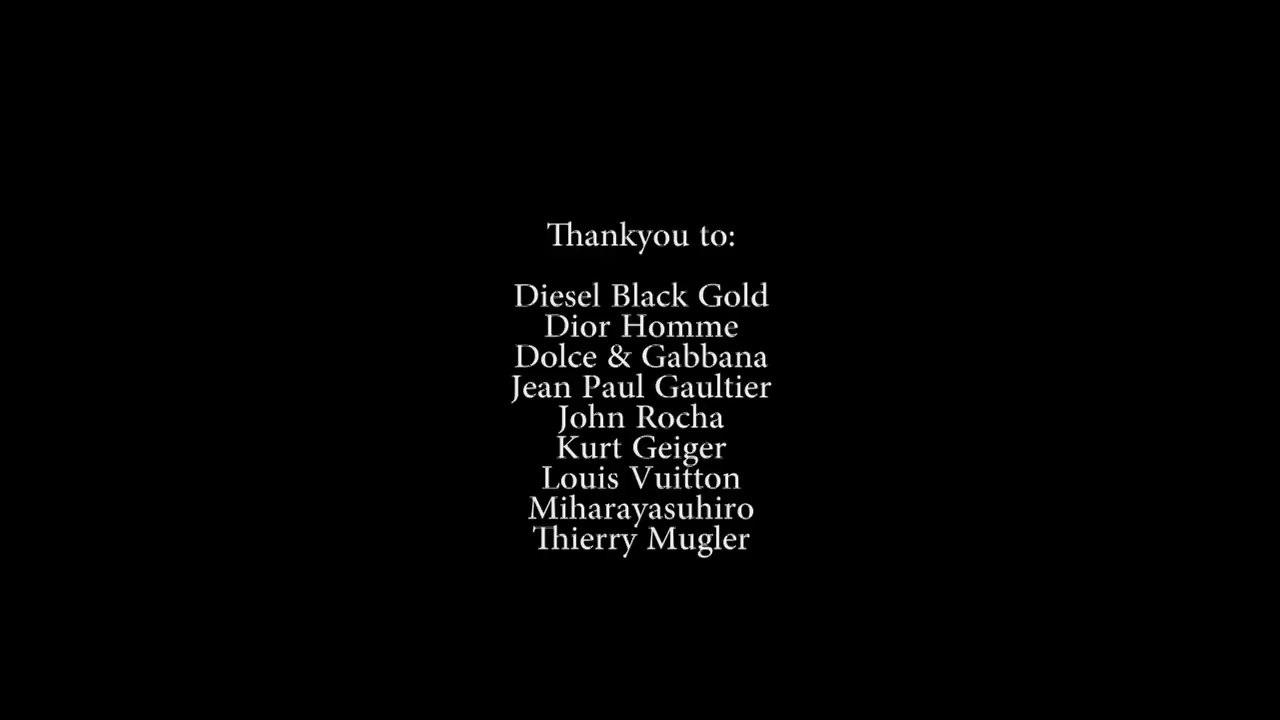 Thankyou to:
Diesel Black Gold
Dior Homme
Dolce & Gabbana
Jean Paul Gaultier
John Rocha
Kurt Geiger
Louis Vuitton
Miharayasuhiro
Thierry Mugler